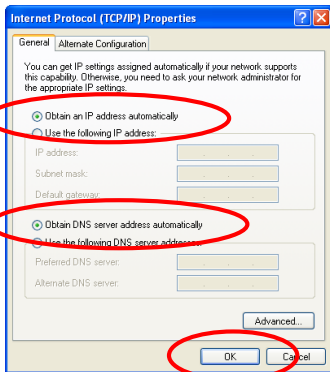 Internet Protocol (TCP/IP) Properties
General Alternate Configuration
You can get IP settings assigned automatically if your network supports
this capability. Otherwise, you need to ask your network administrator for
the appropriate IP settings.
Obtain an IP address automatically
Use the following IP address:
IP address:
Subnet mask:
Default gateway:
Obtain DNS server address automatically
Use the following DNS server addresses:
Preferred DNS server:
Alternate DNS server:
Advanced...
OK Cancel